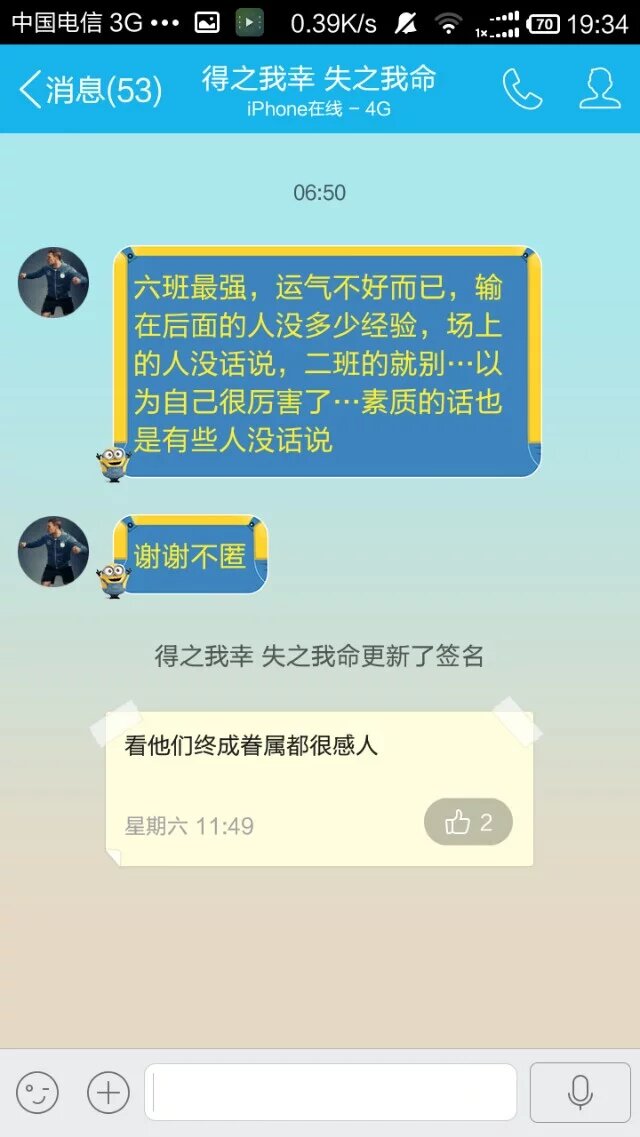 中国电信 3G ••• 0.39K/s 1x 70 19:34
消息(53) 得之我幸 失之我命
iPhone在线 - 4G
06:50
六班最强，运气不好而已，输
在后面的人没多少经验，场上
的人没话说，二班的就别…以
为自己很厉害了…素质的话也
是有些人没话说
谢谢不匿
得之我幸 失之我命更新了签名
看他们终成眷属都很感人
星期六 11:49 2